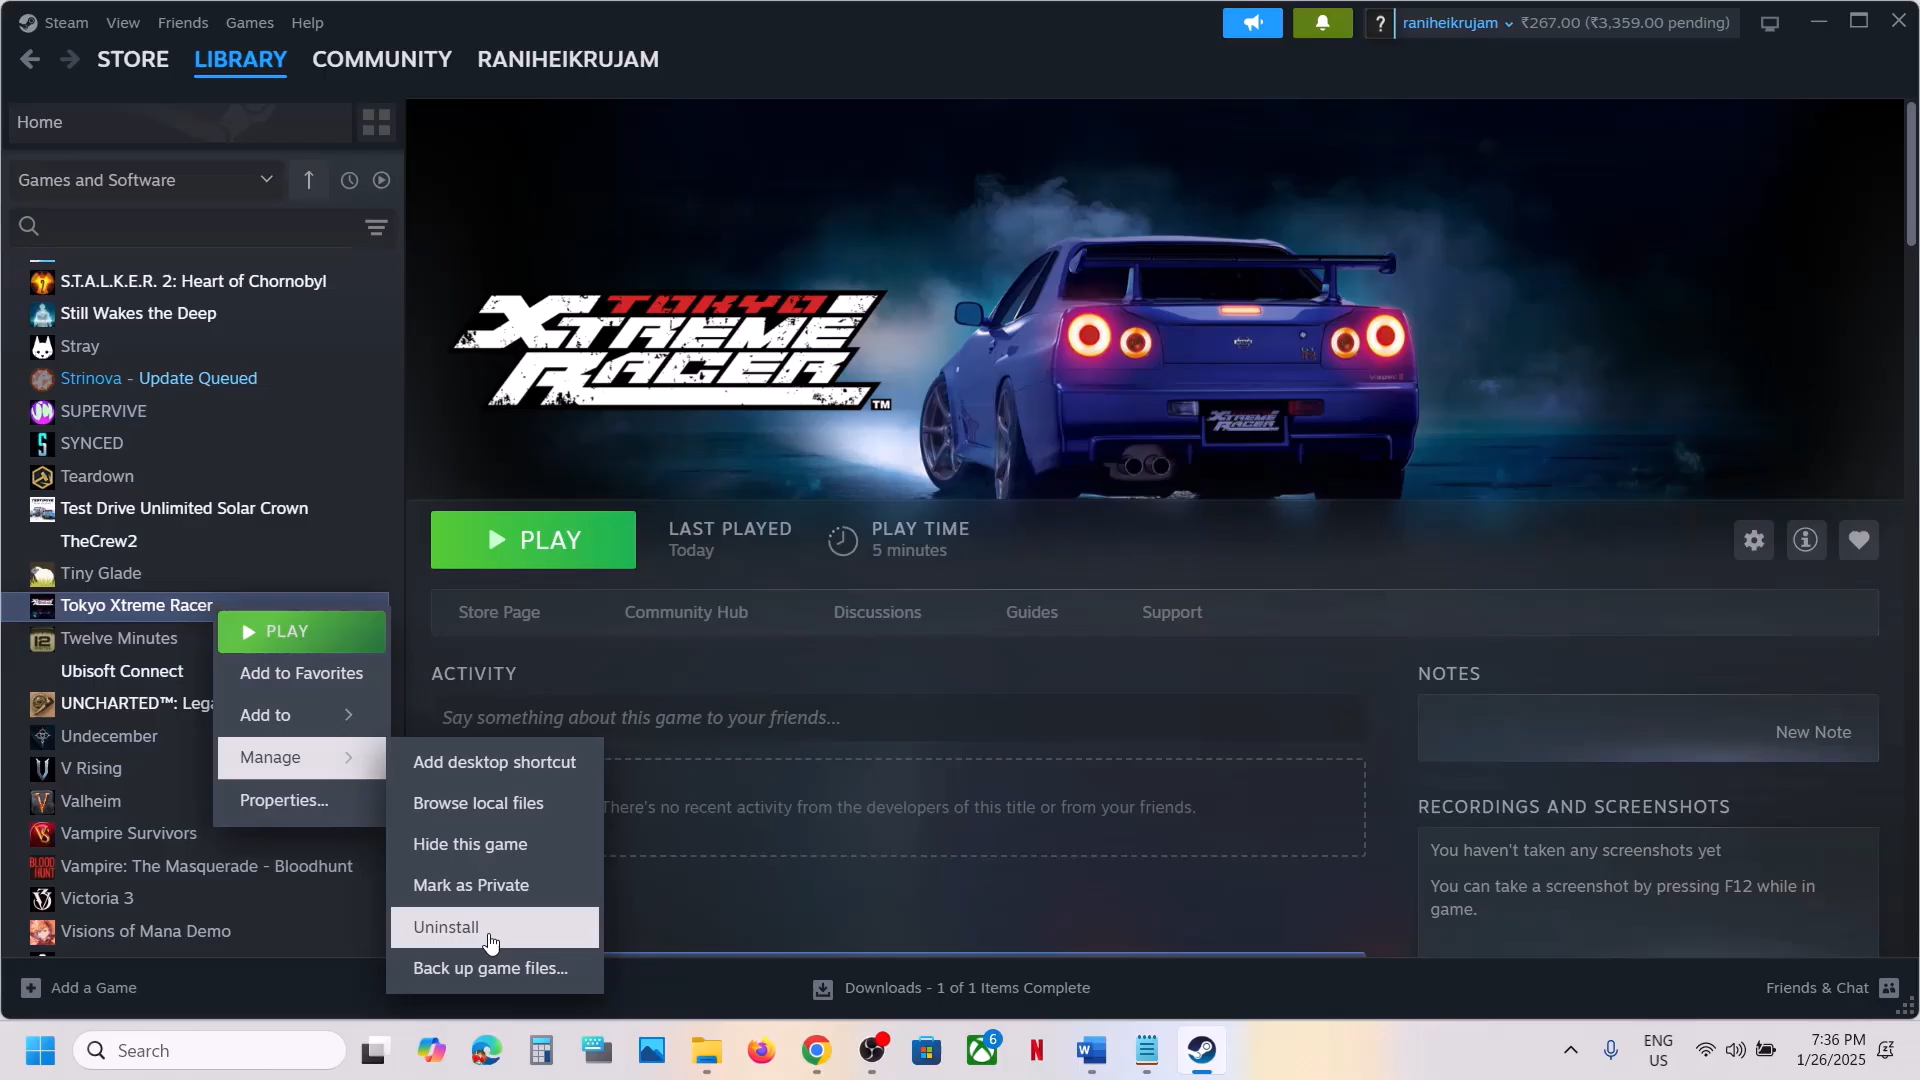 Steam View Friends Games Help
? raniheikrujam ₹267.00 (₹3,359.00 pending)
STORE LIBRARY COMMUNITY RANIHEIKRUJAM
Home
Games and Software
S.T.A.L.K.E.R. 2: Heart of Chornobyl
Still Wakes the Deep
Stray
Strinova - Update Queued
SUPERVIVE
SYNCED
Teardown
Test Drive Unlimited Solar Crown
TheCrew2
Tiny Glade
Tokyo Xtreme Racer
Twelve Minutes
Ubisoft Connect
UNCHARTED™: Lega
Undecember
V Rising
Valheim
Vampire Survivors
Vampire: The Masquerade - Bloodhunt
Victoria 3
Visions of Mana Demo
PLAY
Add to Favorites
Add to
Manage
Properties...
Add desktop shortcut
Browse local files
Hide this game
Mark as Private
Uninstall
Back up game files...
TOKYO
XTREME
RACER™
XTREME
RACER
PLAY
LAST PLAYED
Today
PLAY TIME
5 minutes
Store Page Community Hub Discussions Guides Support
ACTIVITY
Say something about this game to your friends...
There's no recent activity from the developers of this title or from your friends.
NOTES
New Note
RECORDINGS AND SCREENSHOTS
You haven't taken any screenshots yet
You can take a screenshot by pressing F12 while in
game.
Add a Game
Downloads - 1 of 1 Items Complete
Friends & Chat
Search
6
ENG
US
7:36 PM
1/26/2025